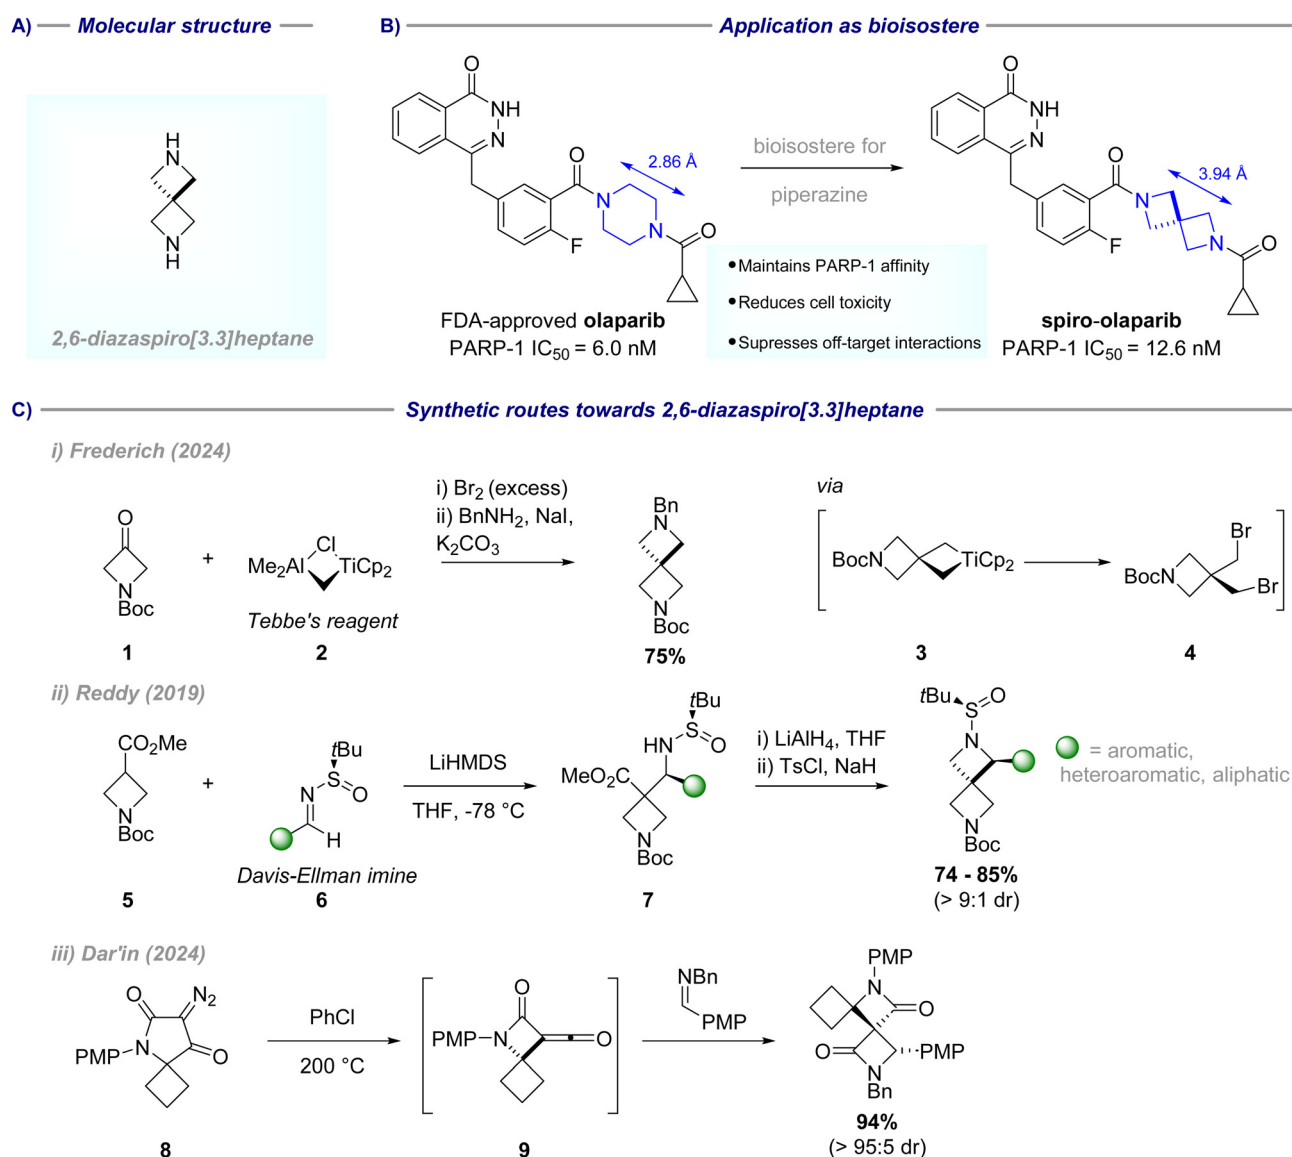 A) Molecular structure
B) Application as bioisostere
H
N
N
H
2,6-diazaspiro[3.3]heptane
O
NH
N
O
2.86 Å
N
N
O
F
FDA-approved olaparib
PARP-1 IC50 = 6.0 nM
bioisostere for
piperazine
•Maintains PARP-1 affinity
•Reduces cell toxicity
•Supresses off-target interactions
O
NH
N
O
3.94 Å
N
N
O
F
spiro-olaparib
PARP-1 IC50 = 12.6 nM
C) Synthetic routes towards 2,6-diazaspiro[3.3]heptane
i) Frederich (2024)
O
N
Boc
1
+
Cl
Me2Al TiCp2
Tebbe's reagent
2
i) Br2 (excess)
ii) BnNH2, NaI,
K2CO3
Bn
N
N
Boc
75%
via
BocN TiCp2
3
Br
BocN
Br
4
ii) Reddy (2019)
CO2Me
N
Boc
5
+
tBu
S
O
N
H
Davis-Ellman imine
6
LiHMDS
THF, -78 °C
tBu
S
HN
O
MeO2C
N
Boc
7
i) LiAlH4, THF
ii) TsCl, NaH
tBu
O
S
N
N
Boc
74 - 85%
(> 9:1 dr)
= aromatic,
heteroaromatic, aliphatic
iii) Dar'in (2024)
N2
O
PMP
N
O
8
PhCl
200 °C
O
PMP N
O
9
NBn
PMP
PMP
N
O
O
PMP
N
Bn
94%
(> 95:5 dr)